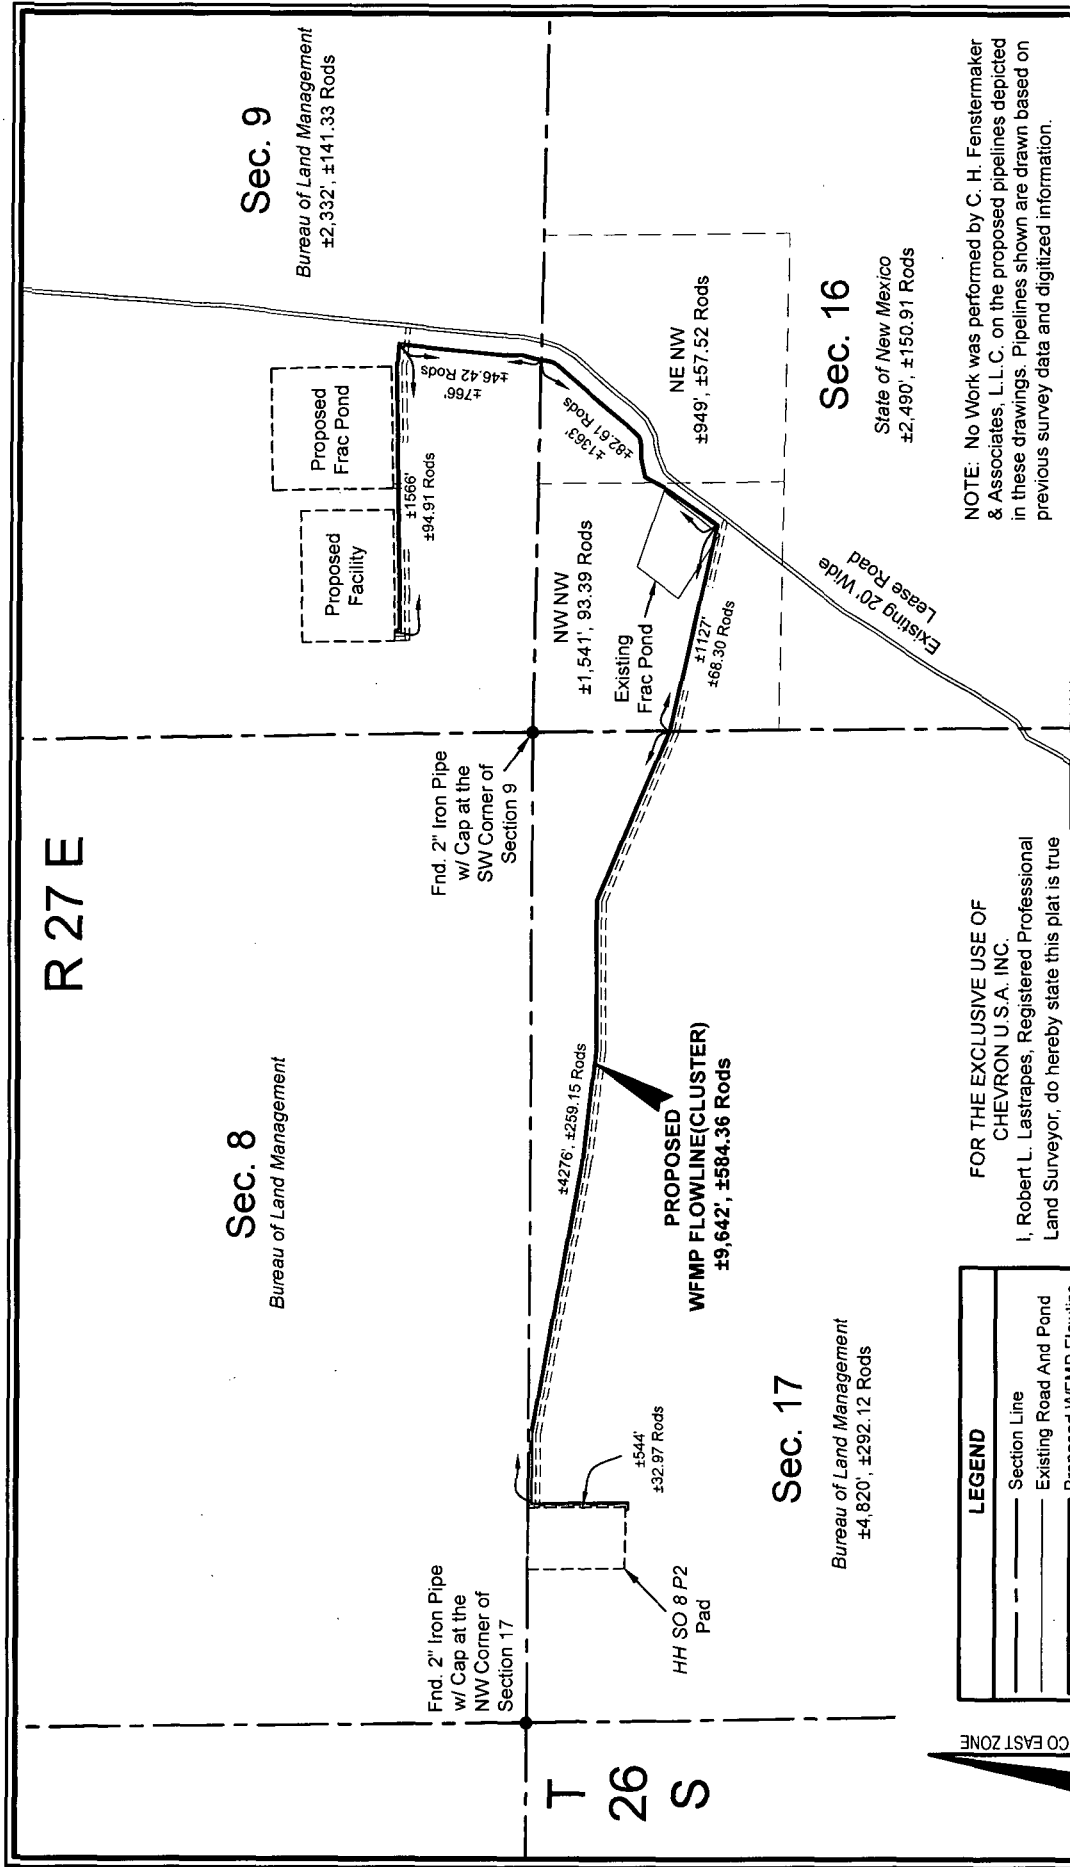 R 27 E
T
26
S
Sec. 8
Bureau of Land Management
Sec. 9
Bureau of Land Management
±2,332', ±141.33 Rods
Proposed
Facility
Proposed
Frac Pond
±1566'
±94.91 Rods
±766'
±46.42 Rods
Fnd. 2" Iron Pipe
w/ Cap at the
NW Corner of
Section 17
Fnd. 2" Iron Pipe
w/ Cap at the
SW Corner of
Section 9
NW NW
±1,541', 93.39 Rods
Existing
Frac Pond
±1363'
±82.61 Rods
NE NW
±949', ±57.52 Rods
±1127'
±68.30 Rods
±4276', ±259.15 Rods
PROPOSED
WFMP FLOWLINE(CLUSTER)
±9,642', ±584.36 Rods
±544'
±32.97 Rods
HH SO 8 P2
Pad
Sec. 17
Bureau of Land Management
±4,820', ±292.12 Rods
Sec. 16
State of New Mexico
±2,490', ±150.91 Rods
Existing 20' Wide
Lease Road
NOTE: No Work was performed by C. H. Fenstermaker
& Associates, L.L.C. on the proposed pipelines depicted
in these drawings. Pipelines shown are drawn based on
previous survey data and digitized information.
FOR THE EXCLUSIVE USE OF
CHEVRON U.S.A. INC.
I, Robert L. Lastrapes, Registered Professional
Land Surveyor, do hereby state this plat is true
LEGEND
Section Line
Existing Road And Pond
Proposed WFMP Flowline
CO EAST ZONE